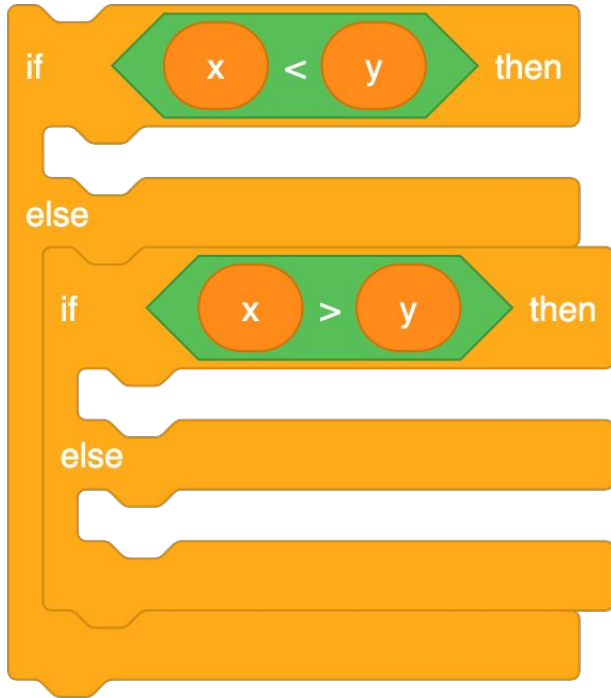 if x < y then
else
if x > y then
else